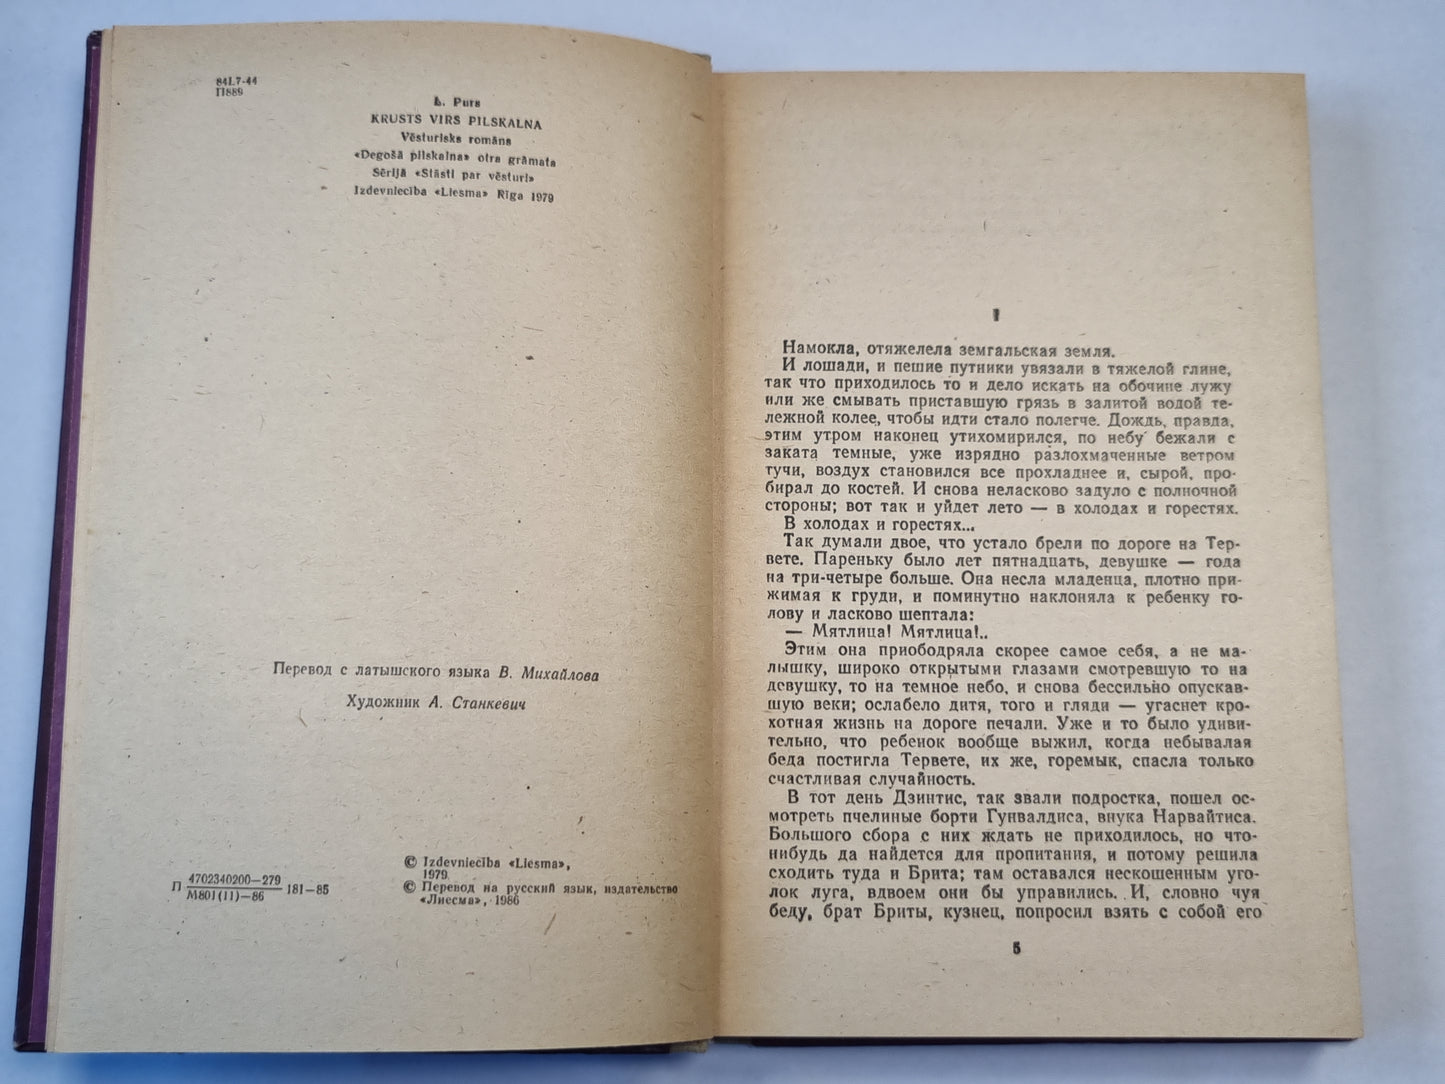 84L7-44
П889
L. Purs
KRUSTS VIRS PILSKALNA
Vēsturisks romāns
«Degošā pilskalna» otra grāmata
Sērijā «Stāsti par vēsturi»
Izdevniecība «Liesma» Rīga 1979
Перевод с латышского языка В. Михайлова
Художник А. Станкевич
П 4702340200—279 181—85
М801(11)—86
© Izdevniecība «Liesma»,
1979
© Перевод на русский язык, издательство
«Лиесма», 1986
I
Намокла, отяжелела земгальская земля.
И лошади, и пешие путники увязали в тяжелой глине,
так что приходилось то и дело искать на обочине лужу
или же смывать приставшую грязь в залитой водой те-
лежной колее, чтобы идти стало полегче. Дождь, правда,
этим утром наконец утихомирился, по небу бежали с
заката темные, уже изрядно разлохмаченные ветром
тучи, воздух становился все прохладнее и, сырой, про-
бирал до костей. И снова неласково задуло с полночной
стороны; вот так и уйдет лето — в холодах и горестях.
В холодах и горестях...
Так думали двое, что устало брели по дороге на Тер-
вете. Пареньку было лет пятнадцать, девушке — года
на три-четыре больше. Она несла младенца, плотно при-
жимая к груди, и поминутно наклоняла к ребенку го-
лову и ласково шептала:
— Мятлица! Мятлица!..
Этим она приободряла скорее самое себя, а не ма-
лышку, широко открытыми глазами смотревшую то на
девушку, то на темное небо, и снова бессильно опускав-
шую веки; ослабело дитя, того и гляди — угаснет кро-
хотная жизнь на дороге печали. Уже и то было удиви-
тельно, что ребенок вообще выжил, когда небывалая
беда постигла Тервете, их же, горемык, спасла только
счастливая случайность.
В тот день Дзинтис, так звали подростка, пошел ос-
мотреть пчелиные борти Гунвалдиса, внука Нарвайтиса.
Большого сбора с них ждать не приходилось, но что-
нибудь да найдется для пропитания, и потому решила
сходить туда и Брита; там оставался нескошенным уго-
лок луга, вдвоем они бы управились. И, словно чуя
беду, брат Бриты, кузнец, попросил взять с собой его
5